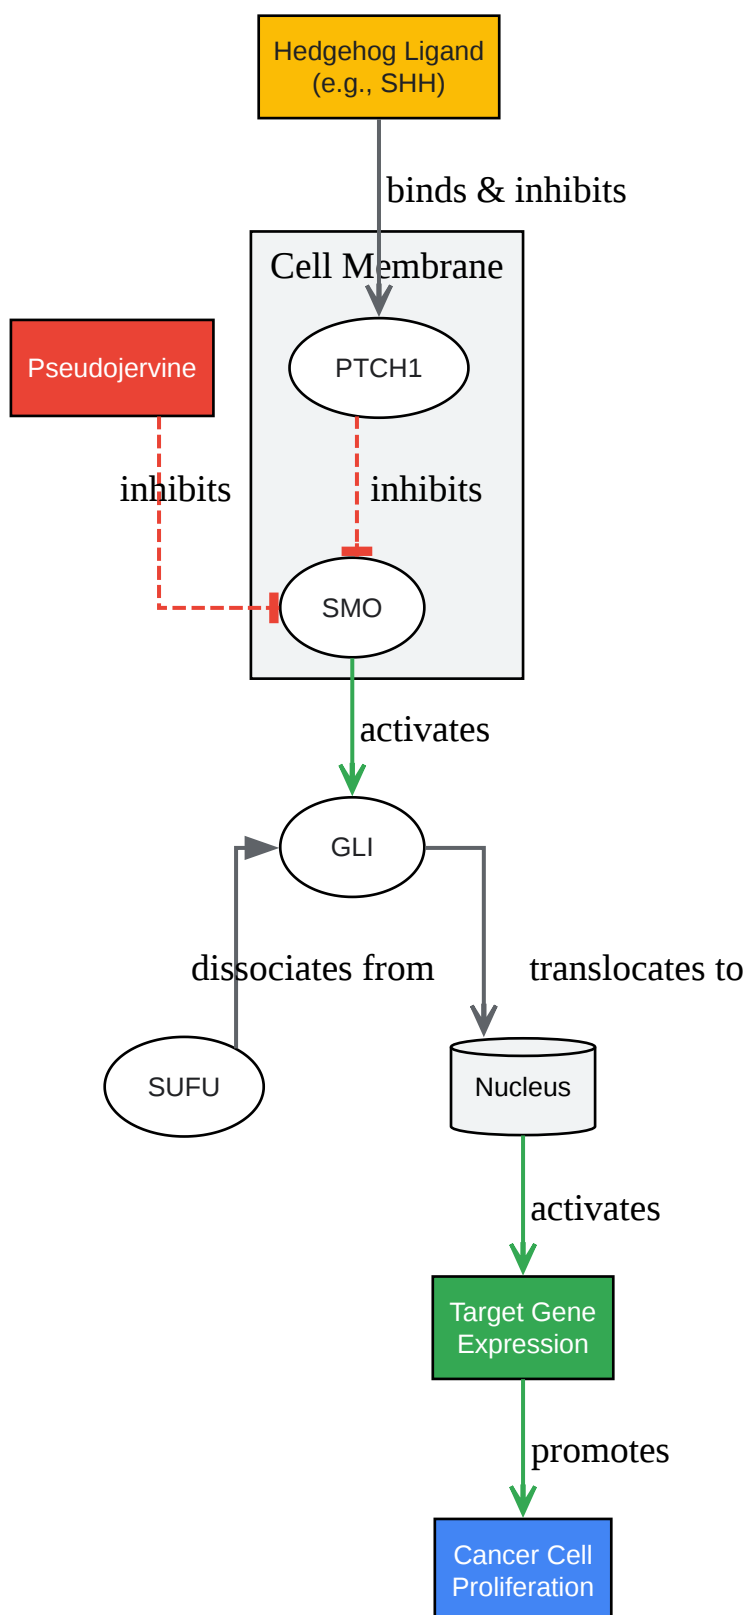 Hedgehog Ligand
(e.g., SHH)
binds & inhibits
Cell Membrane
Pseudojervine
PTCH1
inhibits
inhibits
SMO
activates
GLI
dissociates from
translocates to
SUFU
Nucleus
activates
Target Gene
Expression
promotes
Cancer Cell
Proliferation